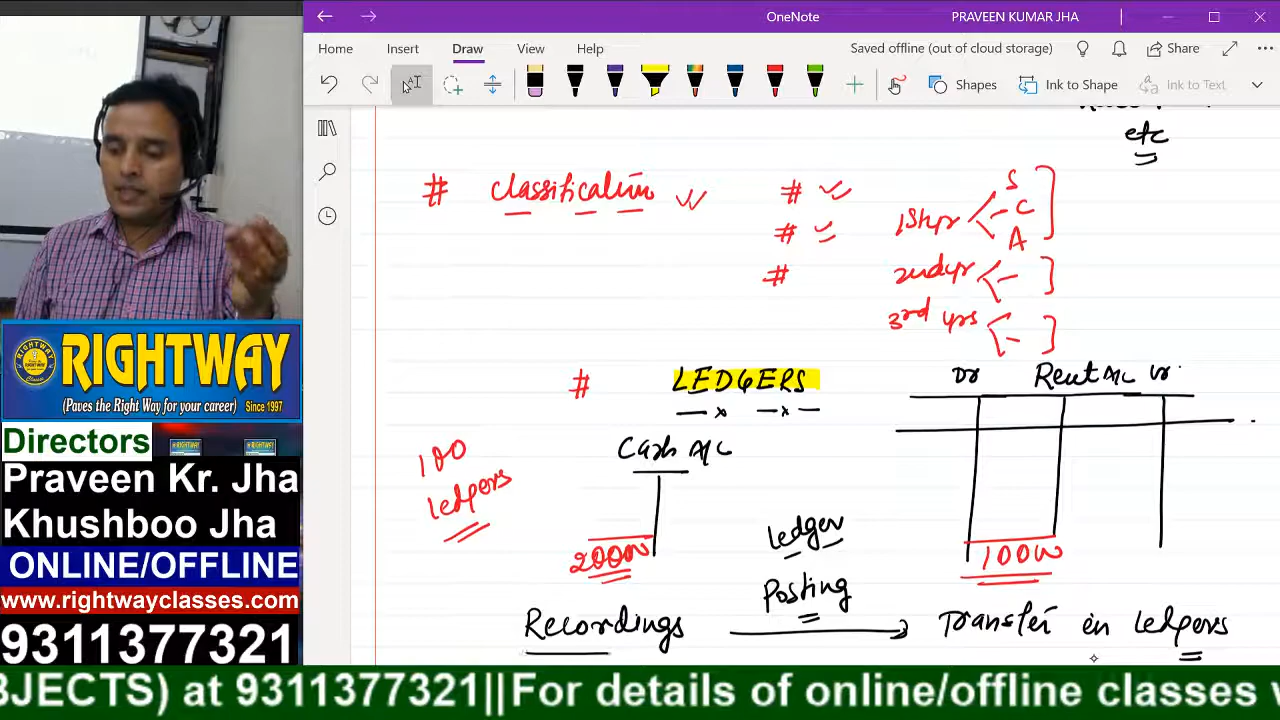 OneNote
PRAVEEN KUMAR JHA
Home Insert Draw View Help
Saved offline (out of cloud storage)
Share
Shapes
Ink to Shape
Ink to Text
etc
# Classification
#
#
#
1st yr
S
C
A
2nd yr
3rd yrs
# LEDGERS
Dr Rent A/c Cr
Cash A/c
100
ledgers
20000
10000
ledger
Posting
Recordings
Transfer in ledgers
RIGHTWAY
(Paves the Right Way for your career) Since 1997
Directors
Praveen Kr. Jha
Khushboo Jha
ONLINE/OFFLINE
www.rightwayclasses.com
9311377321
BJECTS) at 9311377321||For details of online/offline classes